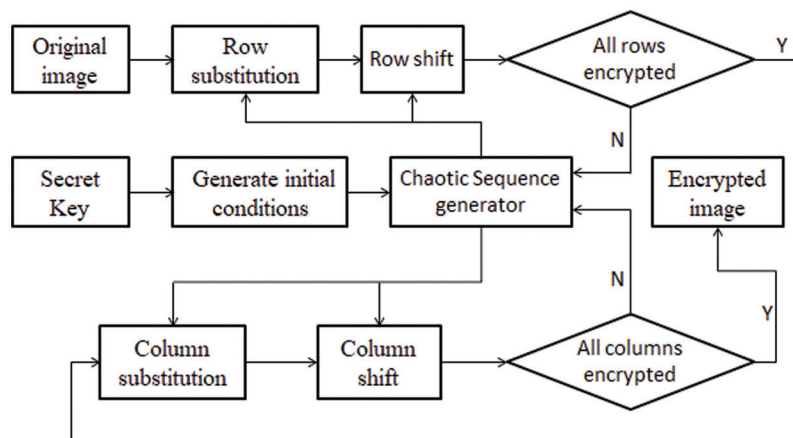 Original
image
Row
substitution
Row shift
All rows
encrypted
Y
N
Secret
Key
Generate initial
conditions
Chaotic Sequence
generator
Encrypted
image
N
Y
Column
substitution
Column
shift
All columns
encrypted